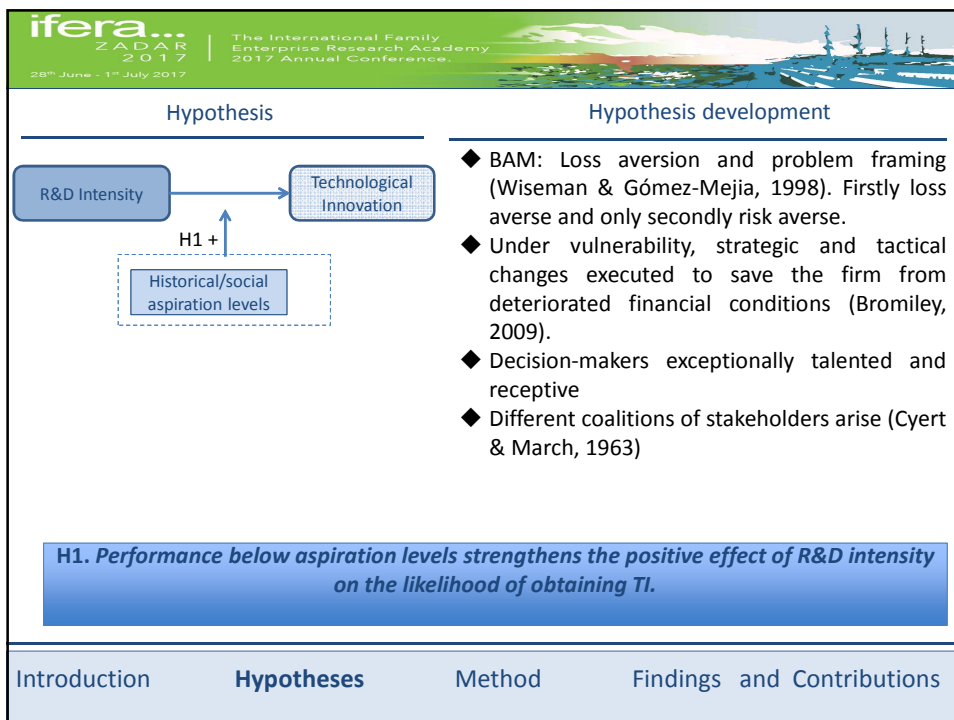 ifera...
ZADAR
2017
28th June - 1st July 2017
The International Family
Enterprise Research Academy
2017 Annual Conference.
Hypothesis
R&D Intensity
Technological
Innovation
H1 +
Historical/social
aspiration levels
Hypothesis development
◆ BAM: Loss aversion and problem framing
(Wiseman & Gómez-Mejia, 1998). Firstly loss
averse and only secondly risk averse.
◆ Under vulnerability, strategic and tactical
changes executed to save the firm from
deteriorated financial conditions (Bromiley,
2009).
◆ Decision-makers exceptionally talented and
receptive
◆ Different coalitions of stakeholders arise (Cyert
& March, 1963)
H1. Performance below aspiration levels strengthens the positive effect of R&D intensity
on the likelihood of obtaining TI.
Introduction Hypotheses Method Findings and Contributions